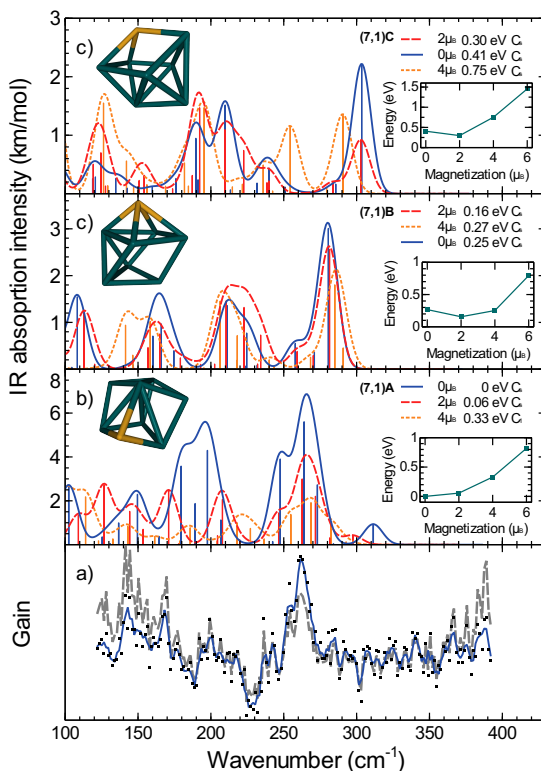 c)
(7,1)C
2μB 0.30 eV Cs
0μB 0.41 eV Cs
4μB 0.75 eV Cs
3
2
1
0
Energy (eV)
1.5
1
0.5
0
0 2 4 6
Magnetization (μB)
c)
(7,1)B
2μB 0.16 eV Cs
4μB 0.27 eV Cs
0μB 0.25 eV Cs
3
2
1
0
Energy (eV)
1
0.5
0
0 2 4 6
Magnetization (μB)
b)
(7,1)A
0μB 0 eV Cs
2μB 0.06 eV Cs
4μB 0.33 eV Cs
8
6
4
2
0
Energy (eV)
1
0.5
0
0 2 4 6
Magnetization (μB)
IR absoprtion intensity (km/mol)
a)
Gain
100 150 200 250 300 350 400
Wavenumber (cm-1)